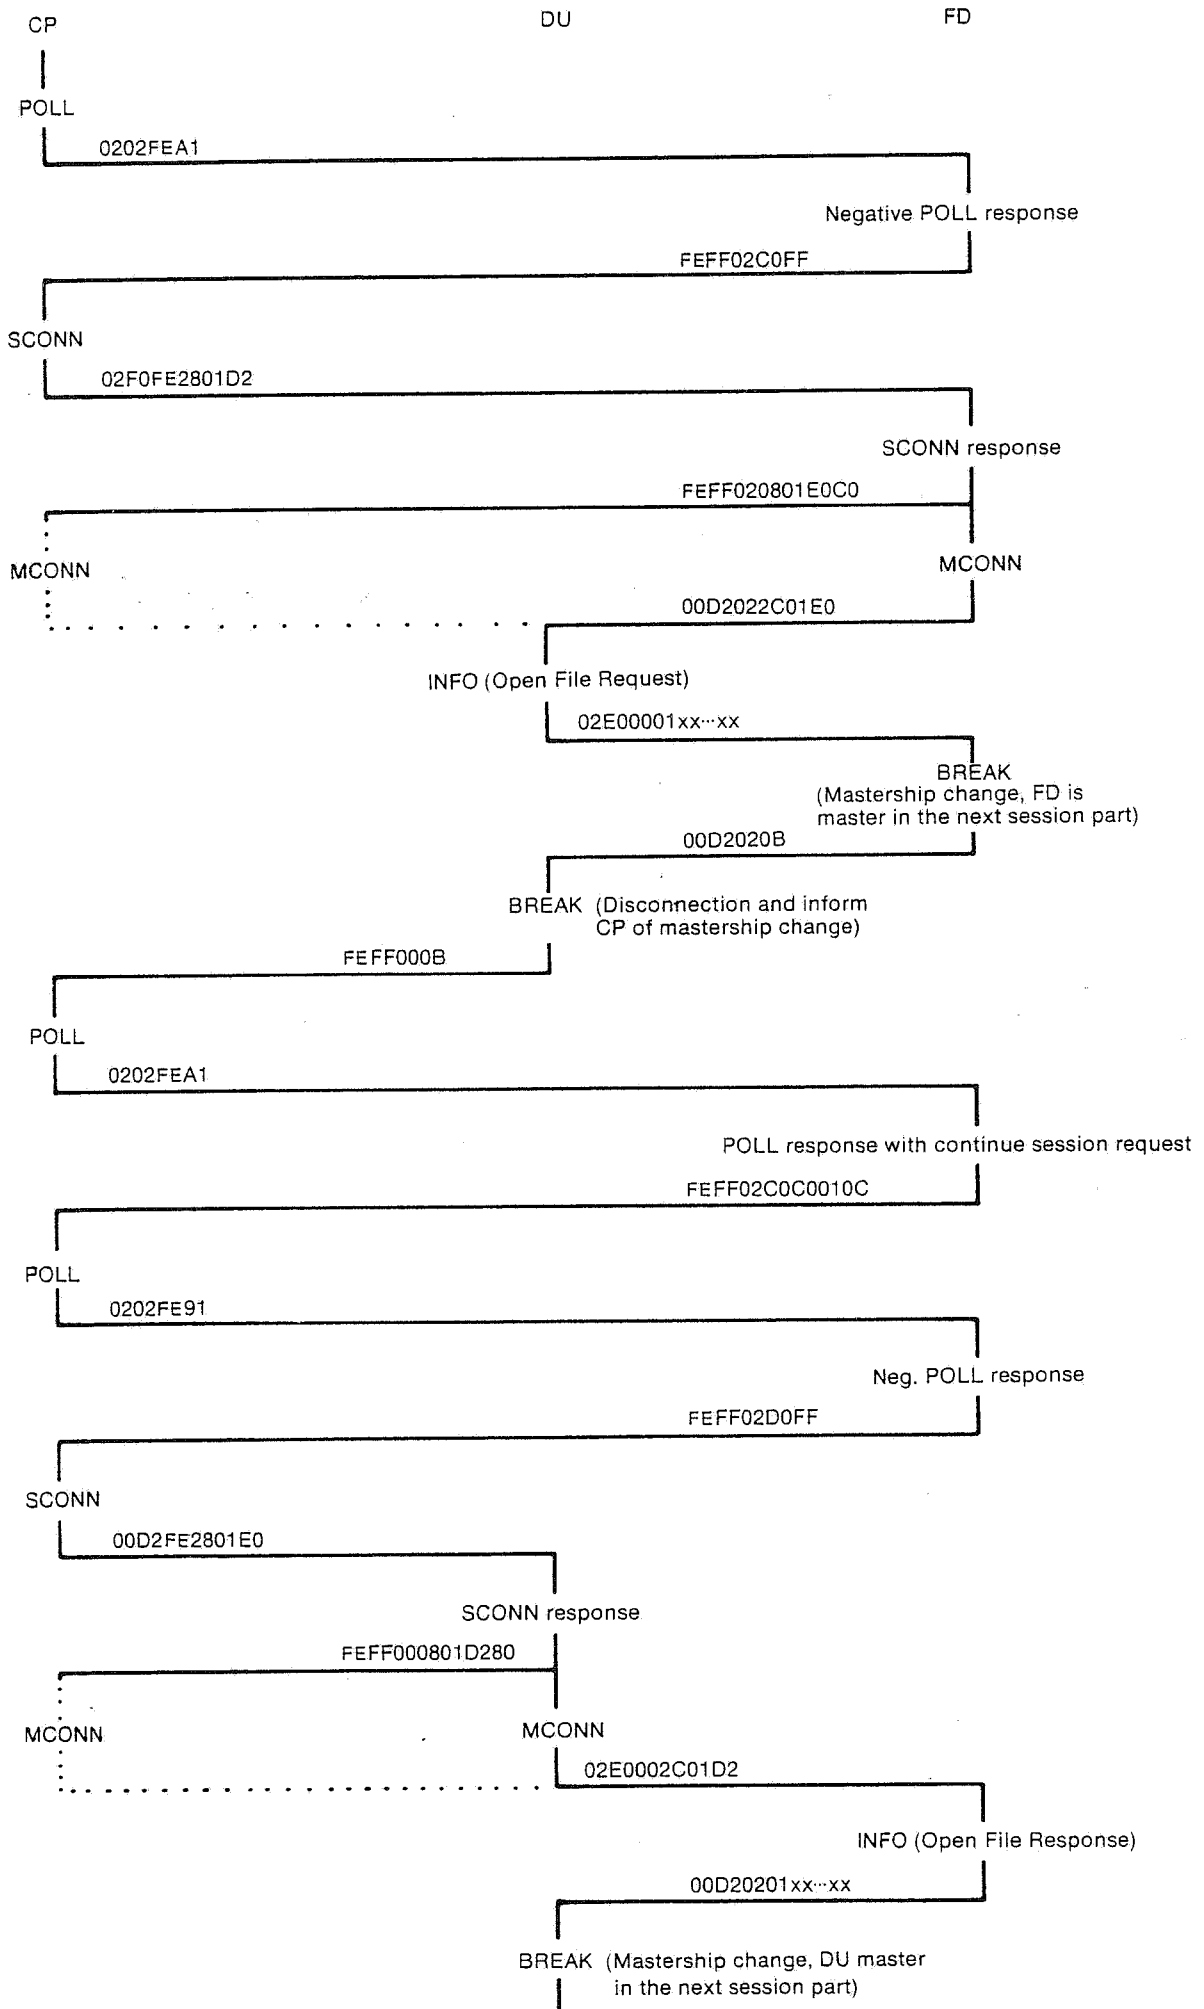 CP DU FD
POLL
0202FEA1
Negative POLL response
FEFF02C0FF
SCONN
02F0FE2801D2
SCONN response
FEFF020801E0C0
MCONN MCONN
00D2022C01E0
INFO (Open File Request)
02E00001xx···xx
BREAK
(Mastership change, FD is
master in the next session part)
00D2020B
BREAK (Disconnection and inform
CP of mastership change)
FEFF000B
POLL
0202FEA1
POLL response with continue session request
FEFF02C0C0010C
POLL
0202FE91
Neg. POLL response
FEFF02D0FF
SCONN
00D2FE2801E0
SCONN response
FEFF000801D280
MCONN MCONN
02E0002C01D2
INFO (Open File Response)
00D20201xx···xx
BREAK (Mastership change, DU master
in the next session part)